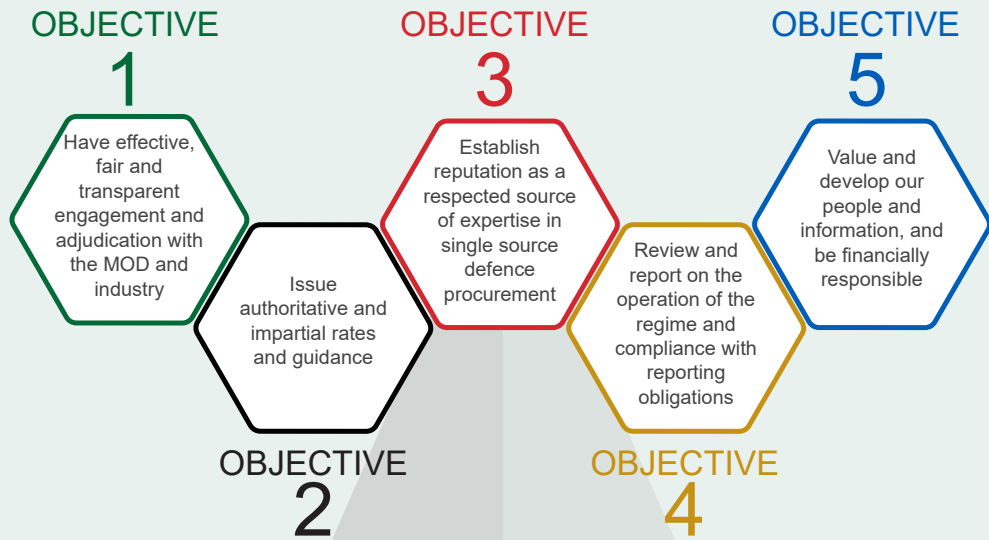 OBJECTIVE
1
Have effective,
fair and
transparent
engagement and
adjudication with
the MOD and
industry
OBJECTIVE
2
Issue
authoritative and
impartial rates
and guidance
OBJECTIVE
3
Establish
reputation as a
respected source
of expertise in
single source
defence
procurement
OBJECTIVE
4
Review and
report on the
operation of the
regime and
compliance with
reporting
obligations
OBJECTIVE
5
Value and
develop our
people and
information, and
be financially
responsible